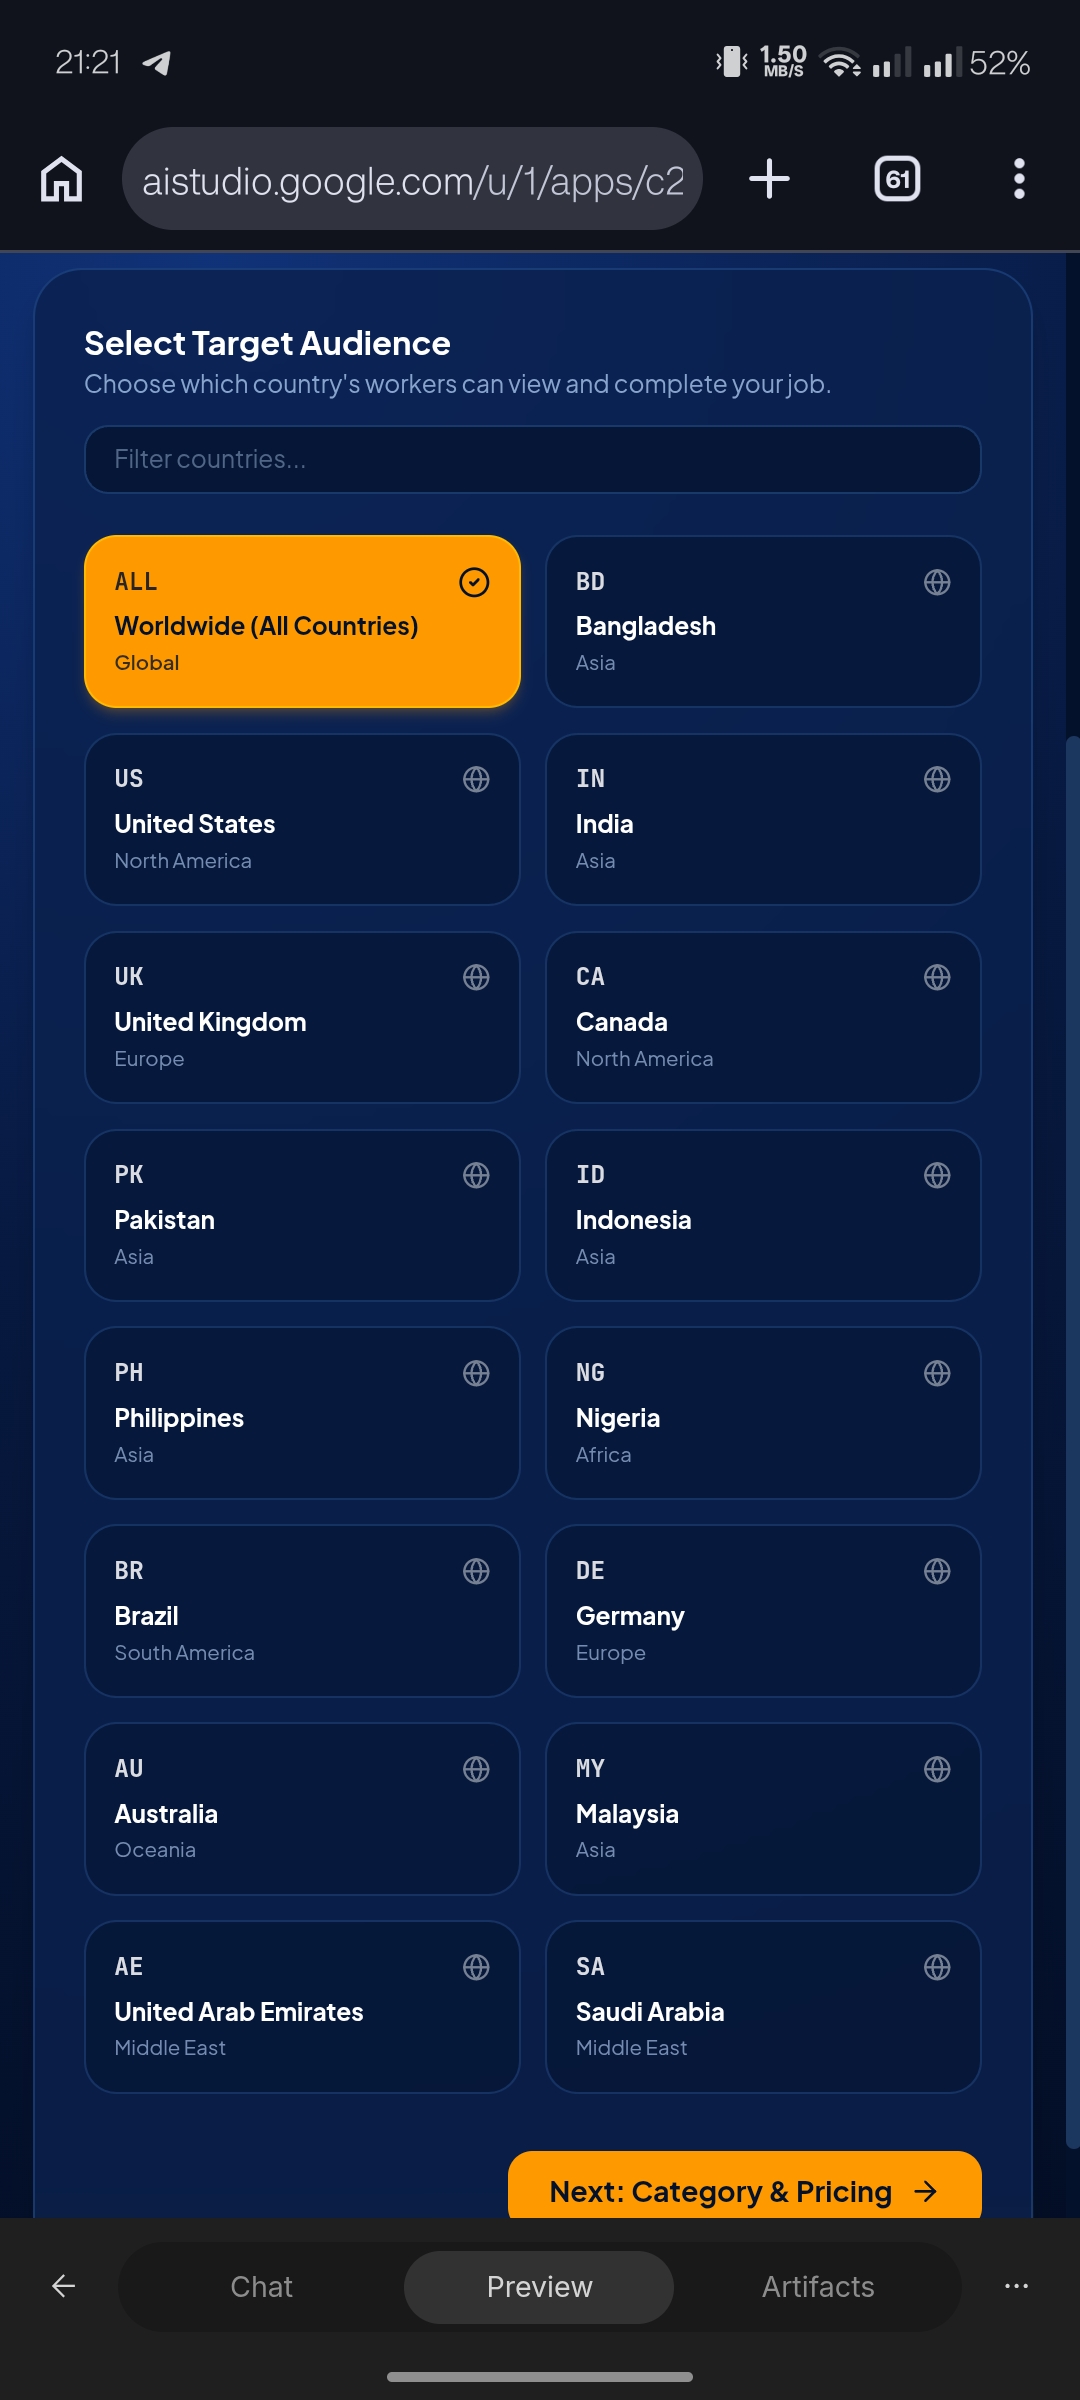 21:21
1.50
MB/S
52%
aistudio.google.com/u/1/apps/c2
61
Select Target Audience
Choose which country's workers can view and complete your job.
Filter countries...
ALL
Worldwide (All Countries)
Global
BD
Bangladesh
Asia
US
United States
North America
IN
India
Asia
UK
United Kingdom
Europe
CA
Canada
North America
PK
Pakistan
Asia
ID
Indonesia
Asia
PH
Philippines
Asia
NG
Nigeria
Africa
BR
Brazil
South America
DE
Germany
Europe
AU
Australia
Oceania
MY
Malaysia
Asia
AE
United Arab Emirates
Middle East
SA
Saudi Arabia
Middle East
Next: Category & Pricing
Chat
Preview
Artifacts